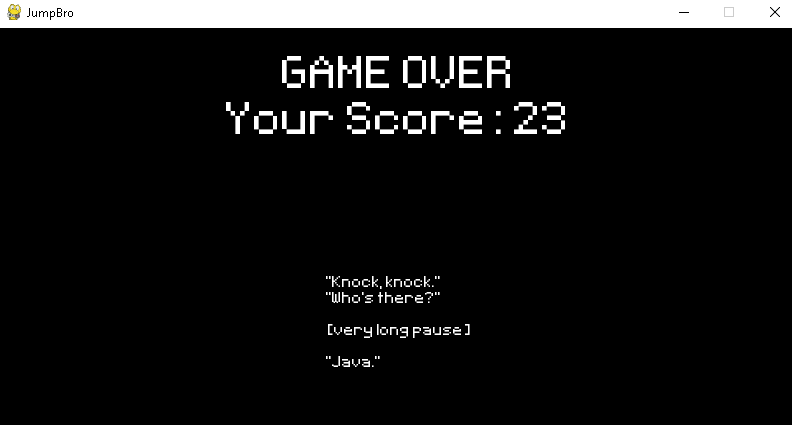 JumpBro
GAME OVER
Your Score : 23
"Knock, knock."
"Who's there?"
[very long pause]
"Java."